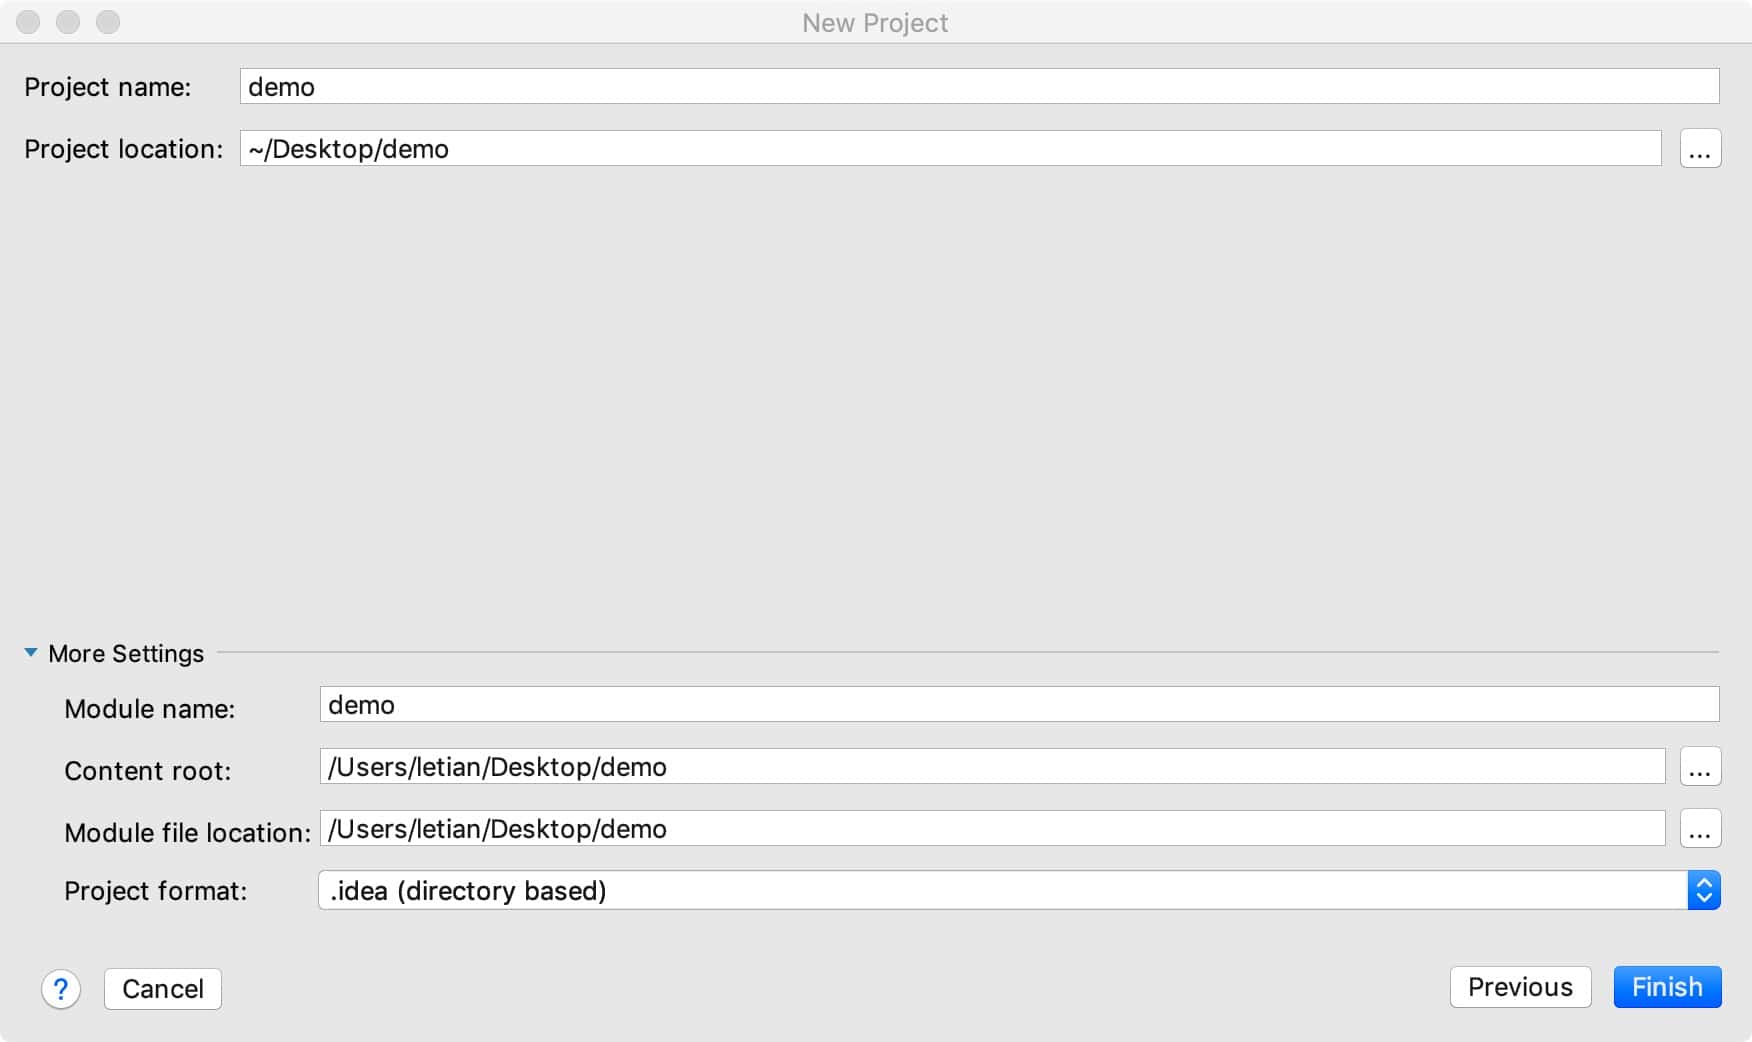 New Project
Project name: demo
Project location: ~/Desktop/demo ...
More Settings
Module name: demo
Content root: /Users/letian/Desktop/demo ...
Module file location: /Users/letian/Desktop/demo ...
Project format: .idea (directory based)
? Cancel Previous Finish